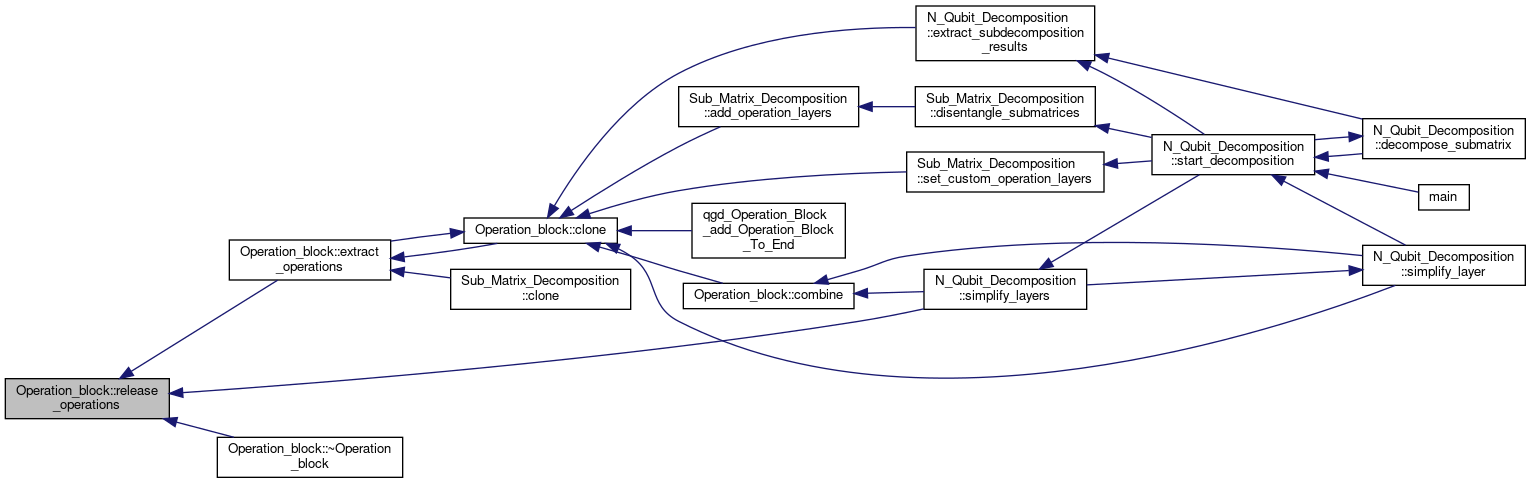 N_Qubit_Decomposition
::extract_subdecomposition
_results
Sub_Matrix_Decomposition
::add_operation_layers
Sub_Matrix_Decomposition
::disentangle_submatrices
N_Qubit_Decomposition
::decompose_submatrix
N_Qubit_Decomposition
::start_decomposition
Sub_Matrix_Decomposition
::set_custom_operation_layers
main
qgd_Operation_Block
_add_Operation_Block
_To_End
Operation_block::clone
Operation_block::extract
_operations
N_Qubit_Decomposition
::simplify_layer
Sub_Matrix_Decomposition
::clone
Operation_block::combine
N_Qubit_Decomposition
::simplify_layers
Operation_block::release
_operations
Operation_block::~Operation
_block